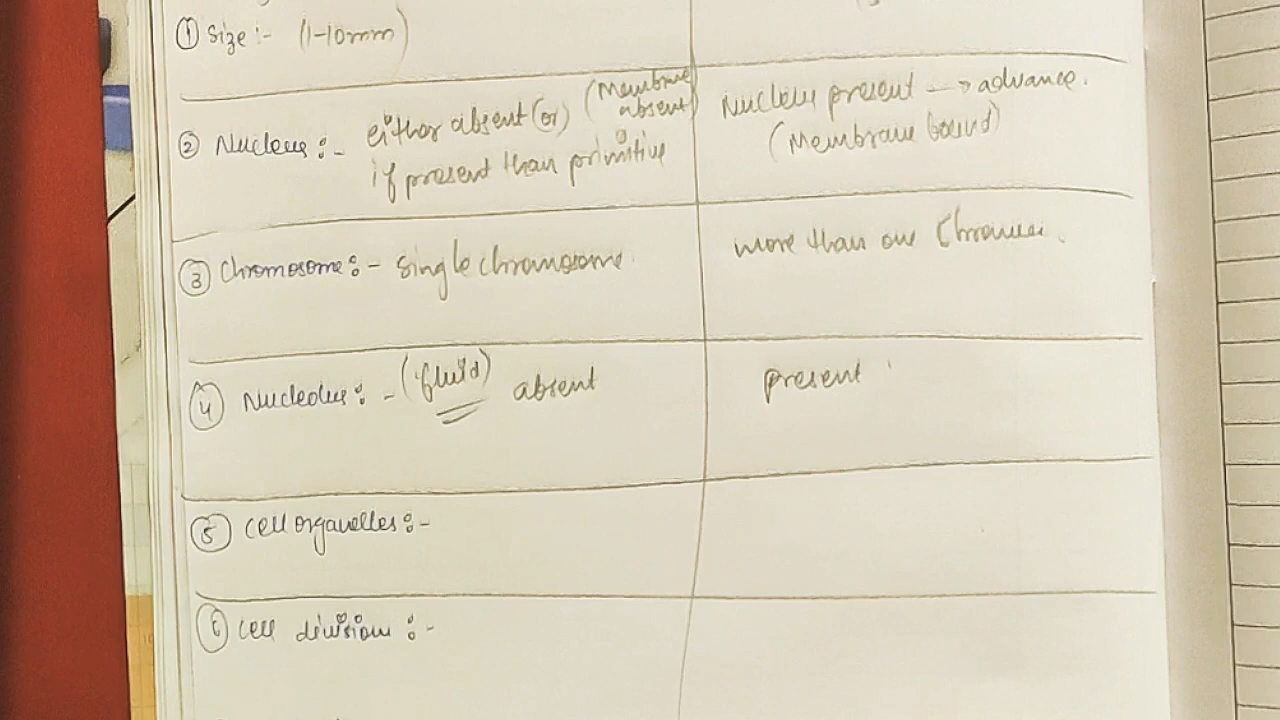 ① Size :- (1-10mm)
② Nucleus :- either absent (or) (Membrane absent)
if present than primitive
Nucleus present → advance.
(Membrane bound)
③ Chromosome :- single chromosome.
more than one
④ Nucleolus :- (fluid) absent
present
⑤ cell organelles :-
⑥ cell division :-